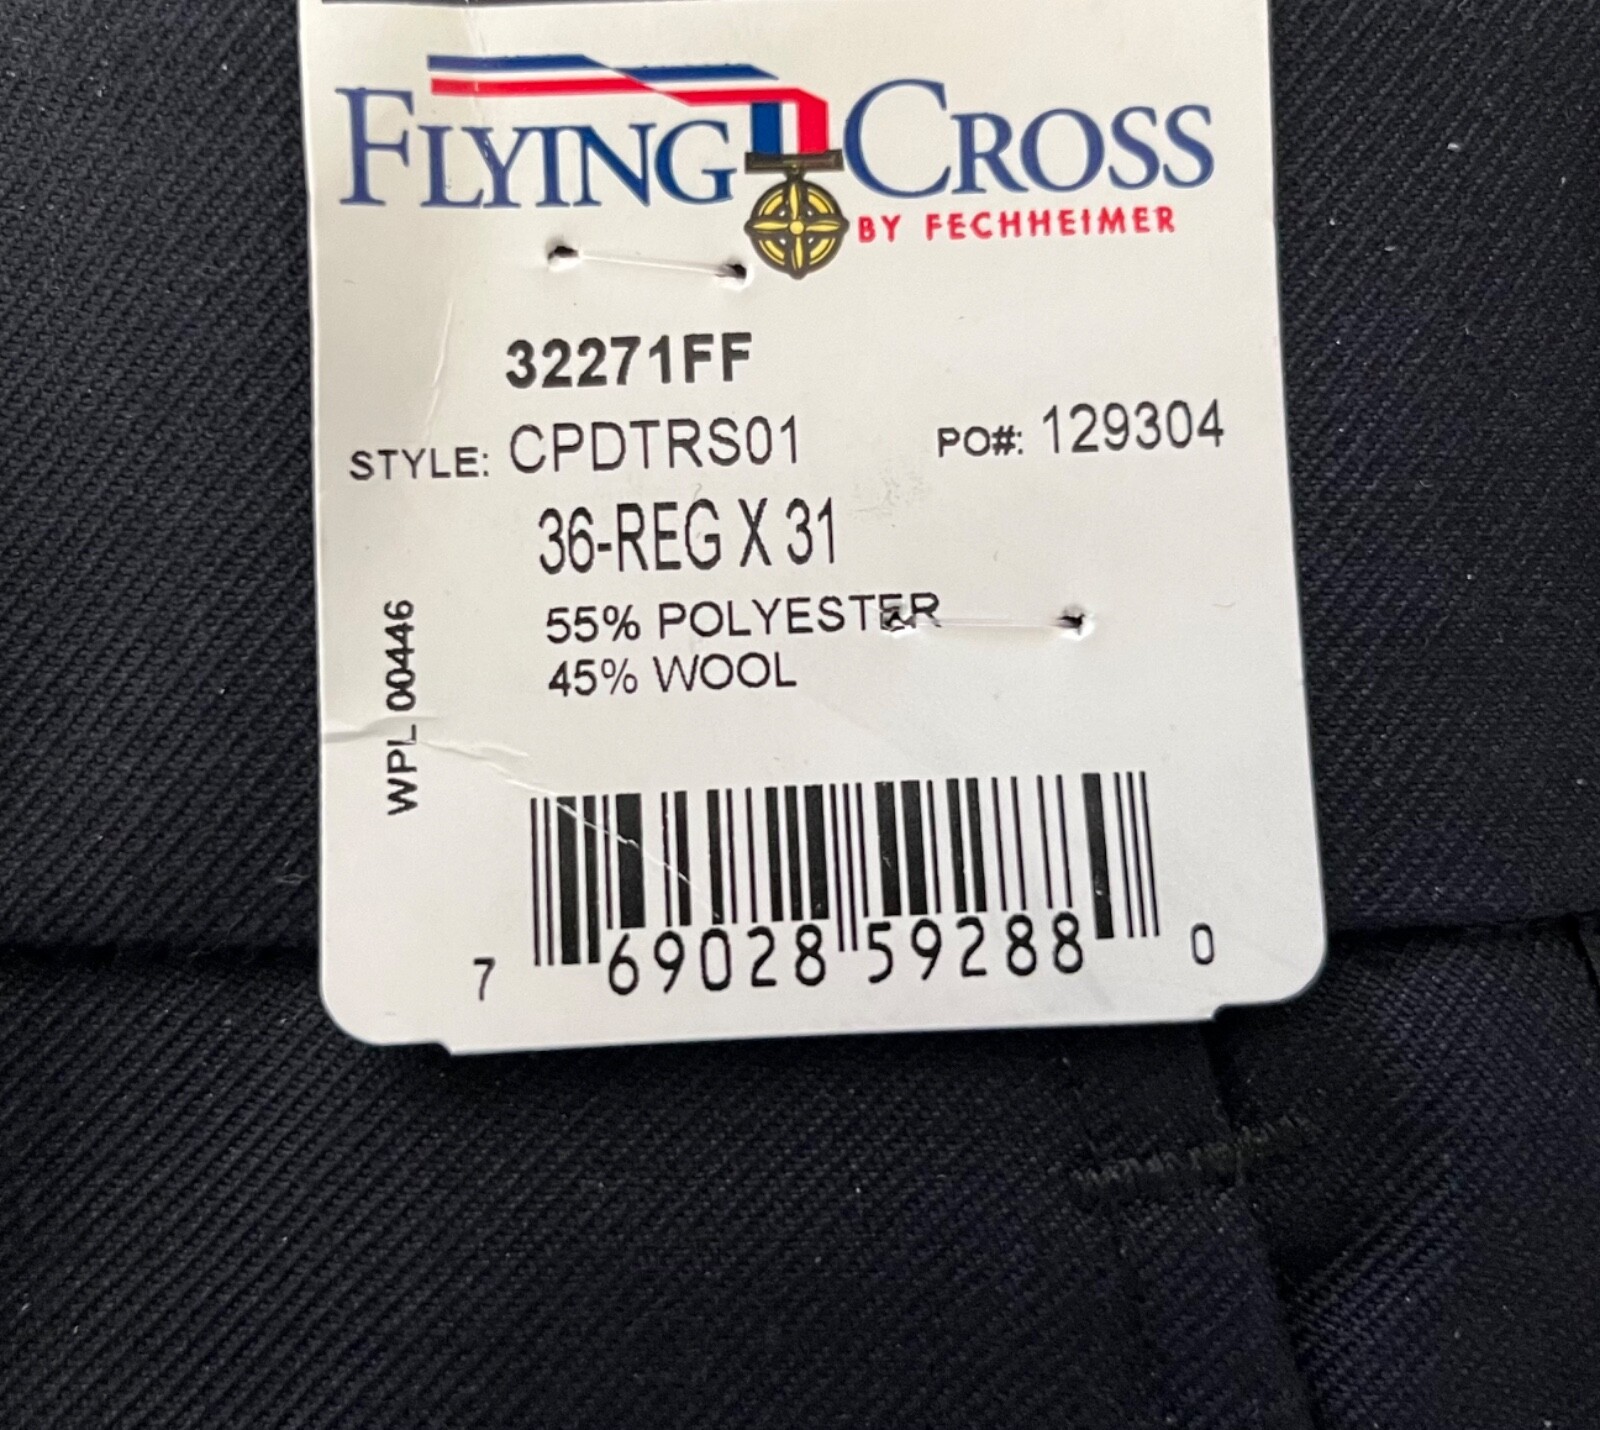 FLYING CROSS
BY FECHHEIMER
32271FF
STYLE: CPDTRS01 PO#: 129304
36-REG X 31
55% POLYESTER
45% WOOL
WPL 00446
7 69028 59288 0